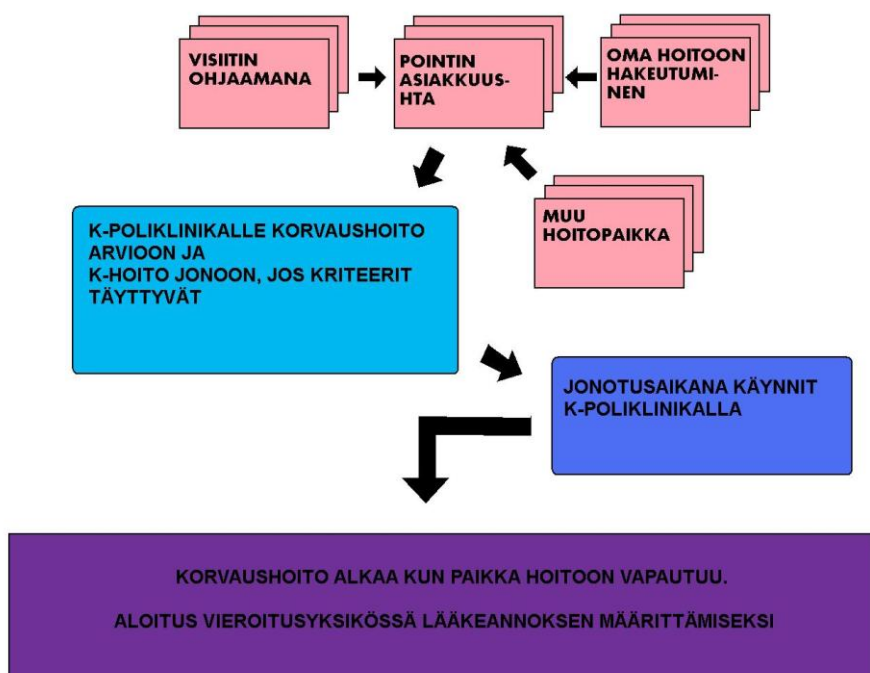 VISIITIN
OHJAAMANA
POINTIN
ASIAKKUUS-
HTA
OMA HOITOON
HAKEUTUMI-
NEN
MUU
HOITOPAIKKA
K-POLIKLINIKALLE KORVAUSHOITO
ARVIOON JA
K-HOITO JONOON, JOS KRITEERIT
TÄYTTYVÄT
JONOTUSAIKANA KÄYNNIT
K-POLIKLINIKALLA
KORVAUSHOITO ALKAA KUN PAIKKA HOITOON VAPAUTUU.
ALOITUS VIEROITUSYKSIKÖSSÄ LÄÄKEANNOKSEN MÄÄRITTÄMISEKSI